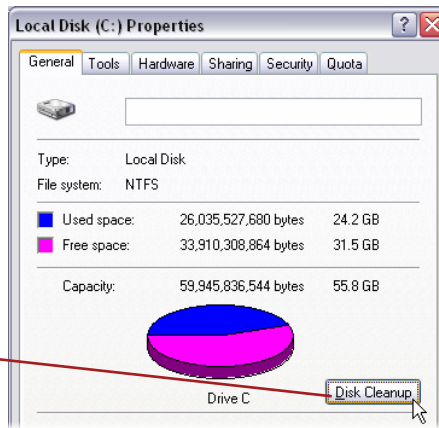 Local Disk (C:) Properties ?
General Tools Hardware Sharing Security Quota
Type: Local Disk
File system: NTFS
Used space: 26,035,527,680 bytes 24.2 GB
Free space: 33,910,308,864 bytes 31.5 GB
Capacity: 59,945,836,544 bytes 55.8 GB
Drive C
Disk Cleanup